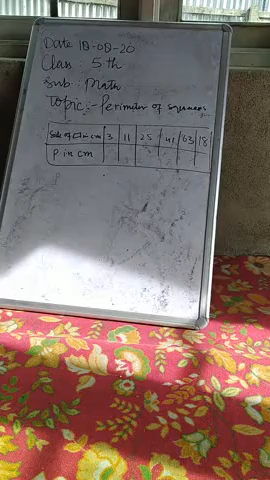 Date 10-08-20
Class : 5th
Sub : Math
Topic :- Perimeter of squares
Side of in cm 3 11 25 41 63 18
P in cm